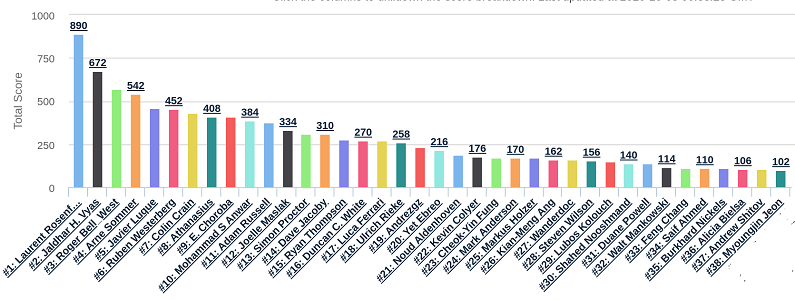 1000
750
500
250
0
Total Score
890
672
542
452
408
384
334
310
270
258
216
176
170
162
156
140
114
110
106
102
#1: Laurent Rosenf...
#2: Jaldhar H. Vyas
#3: Roger Bell_West
#4: Arne Sommer
#5: Javier Luque
#6: Ruben Westerberg
#7: Colin Crain
#8: Athanasius
#9: E. Choroba
#10: Mohammad S Anwar
#11: Adam Russell
#12: Joelle Maslak
#13: Simon Proctor
#14: Dave Jacoby
#15: Ryan Thompson
#16: Duncan C. White
#17: Luca Ferrari
#18: Ulrich Rieke
#19: Andrezgz
#20: Yet Ebreo
#21: Noud Aldenhoven
#22: Kevin Colyer
#23: Cheok-Yin Fung
#24: Mark Anderson
#25: Markus Holzer
#26: Kian-Meng Ang
#27: Wanderdoc
#28: Steven Wilson
#29: Lubos Kolouch
#30: Shahed Nooshmand
#31: Duane Powell
#32: Walt Mankowski
#33: Feng Chang
#34: Saif Ahmed
#35: Burkhard Nickels
#36: Alicia Bielsa
#37: Andrew Shitov
#38: Myoungjin Jeon